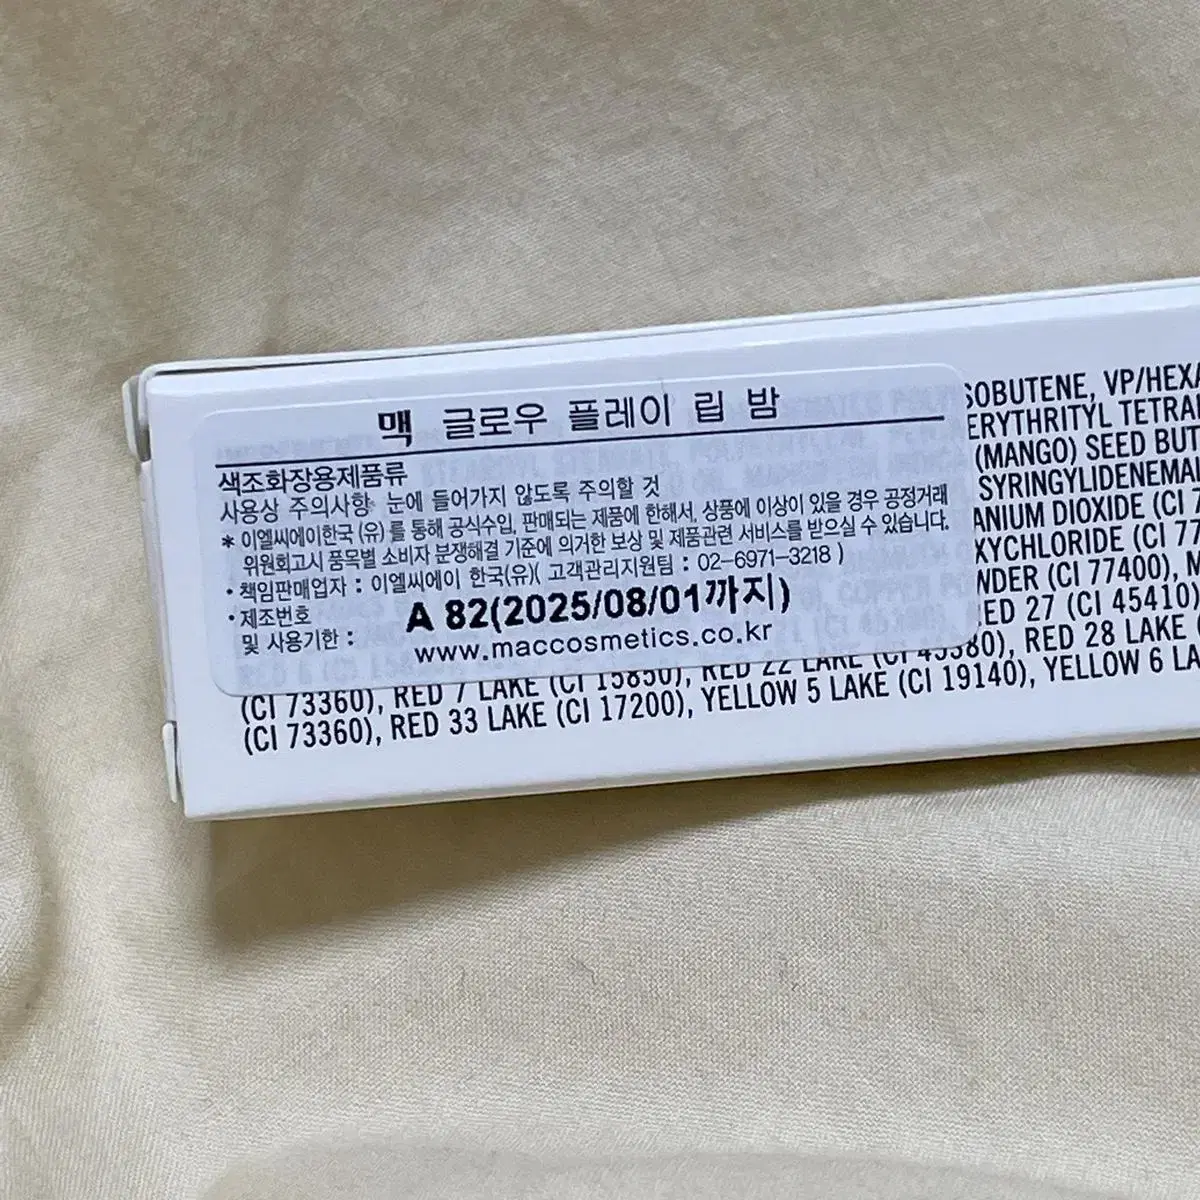 맥 글로우 플레이 립 밤
색조화장용제품류
사용상 주의사항: 눈에 들어가지 않도록 주의할 것
* 이엘씨에이한국 (유) 를 통해 공식수입, 판매되는 제품에 한해서, 상품에 이상이 있을 경우 공정거래
위원회고시 품목별 소비자 분쟁해결 기준에 의거한 보상 및 제품관련 서비스를 받으실 수 있습니다.
• 책임판매업자 : 이엘씨에이 한국(유)( 고객관리지원팀 : 02-6971-3218 )
• 제조번호
및 사용기한 : A 82(2025/08/01까지)
www.maccosmetics.co.kr
SOBUTENE, VP/HEXA
ERYTHRITYL TETRA
(MANGO) SEED BUT
SYRINGYLIDENEMAL
ANIUM DIOXIDE (CI 7
XYCHLORIDE (CI 77
WDER (CI 77400), M
RED 27 (CI 45410)
(CI 45380), RED 28 LAKE
(CI 73360), RED 7 LAKE (CI 15850), RED 22 LAKE
(CI 73360), RED 33 LAKE (CI 17200), YELLOW 5 LAKE (CI 19140), YELLOW 6 LA